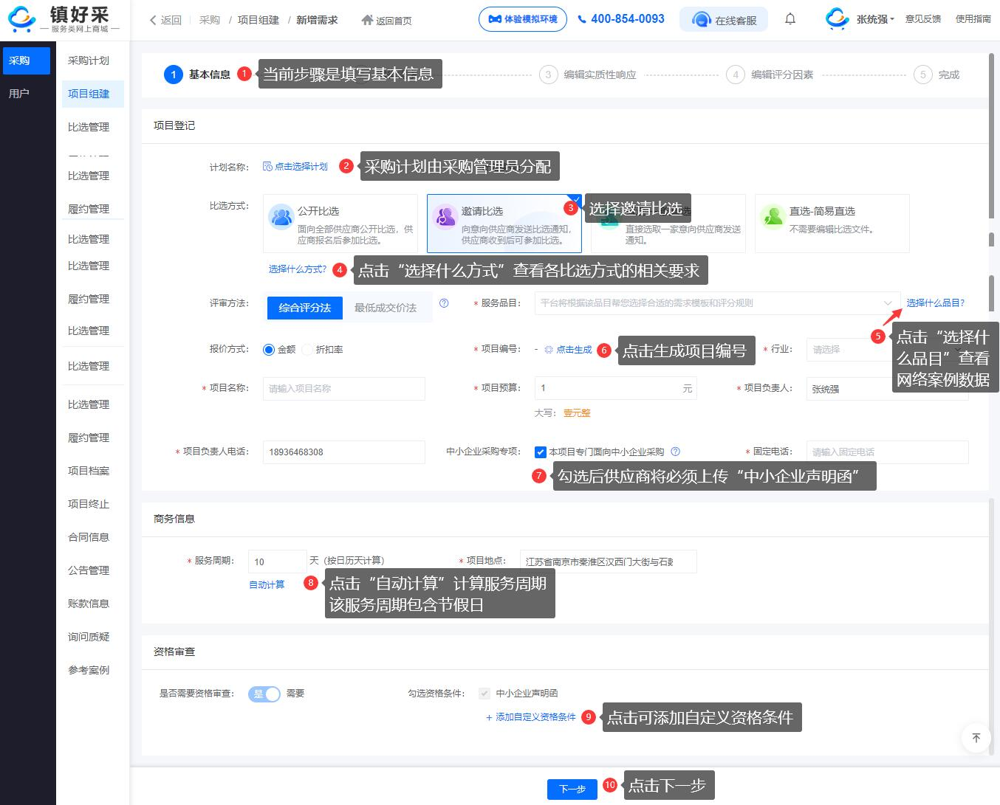 镇好采
服务类网上商城
返回
采购
/
项目组建
/
新增需求
返回首页
体验模拟环境
400-854-0093
在线客服
张统强
意见反馈
使用指南
采购
用户
采购计划
项目组建
比选管理
比选管理
履约管理
比选管理
比选管理
履约管理
比选管理
比选管理
比选管理
履约管理
项目档案
项目终止
合同信息
公告管理
账款信息
询问质疑
参考案例
1 基本信息
1 当前步骤是填写基本信息
3 编辑实质性响应
4 编辑评分因素
5 完成
项目登记
计划名称：
点击选择计划
2 采购计划由采购管理员分配
比选方式：
公开比选
面向全部供应商公开比选，供
应商报名后参加比选。
邀请比选
向意向供应商发送比选通知，
供应商收到后可参加比选。
3 选择邀请比选
直接选取一家意向供应商发送
通知。
直选-简易直选
不需要编辑比选文件。
选择什么方式？
4 点击“选择什么方式”查看各比选方式的相关要求
评审方法：
综合评分法
最低成交价法
* 服务品目：
平台将根据该品目帮您选择合适的需求模板和评分规则
选择什么品目?
5 点击“选择什
么品目”查看
网络案例数据
报价方式：
金额
折扣率
* 项目编号：
- 点击生成
6 点击生成项目编号
* 行业：
请选择
* 项目名称：
请输入项目名称
* 项目预算：
1
元
大写：
壹元整
* 项目负责人：
张统强
* 项目负责人电话：
18936468308
中小企业采购专项：
本项目专门面向中小企业采购
* 固定电话：
请输入固定电话
7 勾选后供应商将必须上传“中小企业声明函”
商务信息
* 服务周期：
10
天（按日历天计算）
自动计算
* 项目地点：
江苏省南京市秦淮区汉西门大街与石
8 点击“自动计算”计算服务周期
该服务周期包含节假日
资格审查
是否需要资格审查：
是
需要
勾选资格条件：
中小企业声明函
+ 添加自定义资格条件
9 点击可添加自定义资格条件
下一步
10 点击下一步